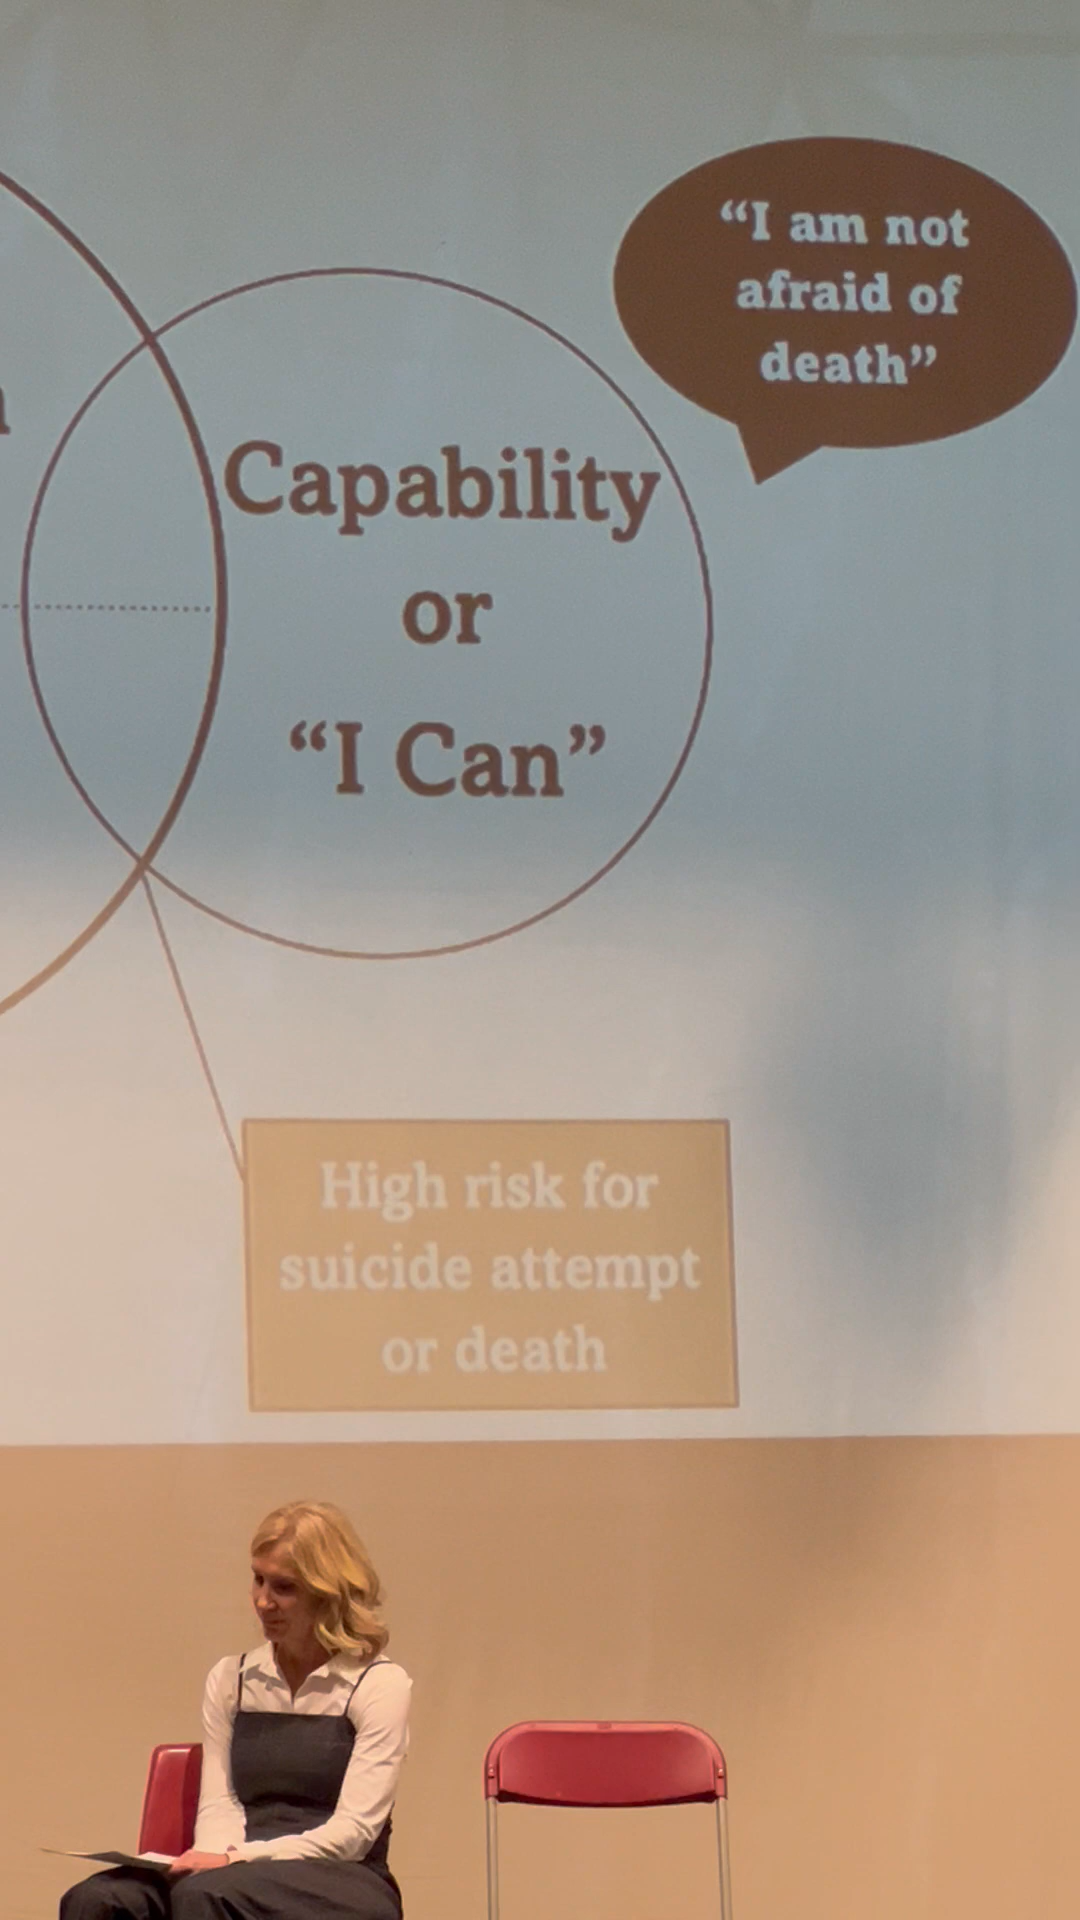 “I am not
afraid of
death”
Capability
or
“I Can”
High risk for
suicide attempt
or death